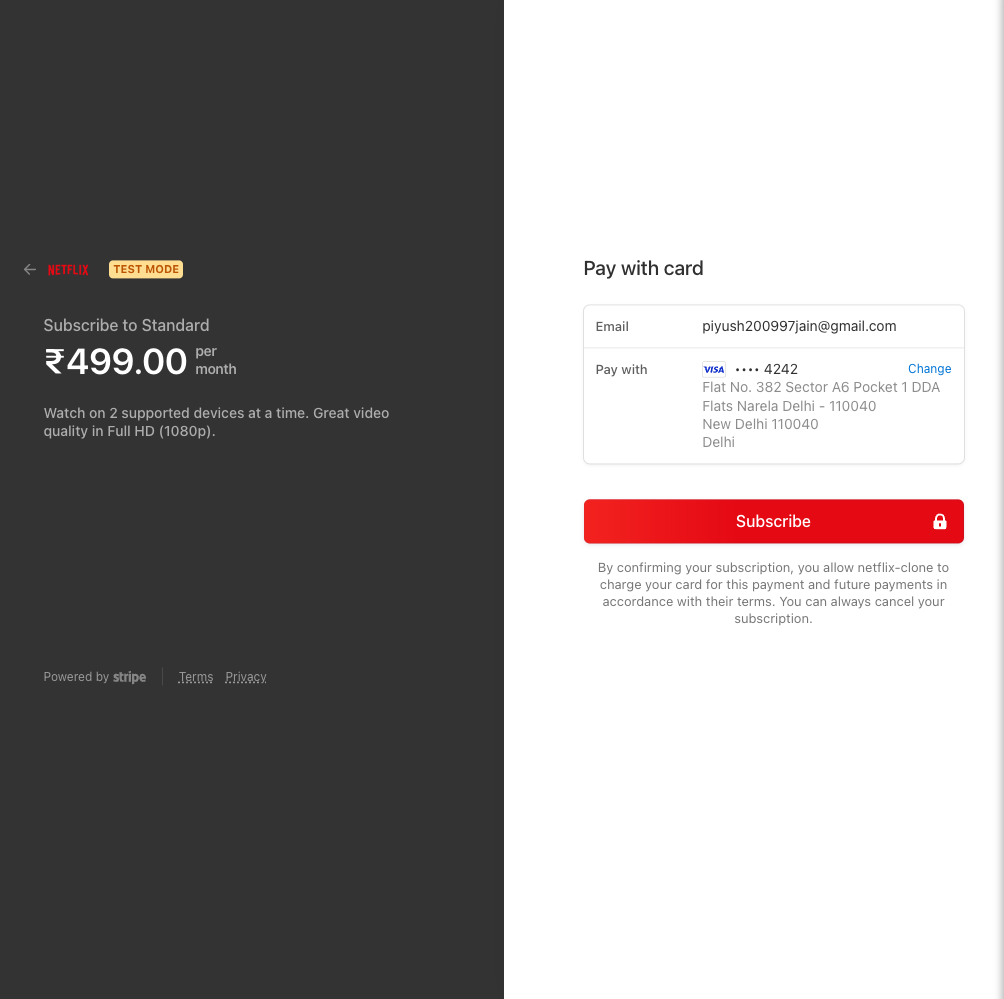 NETFLIX TEST MODE
Subscribe to Standard
₹499.00 per
month
Watch on 2 supported devices at a time. Great video
quality in Full HD (1080p).
Powered by stripe Terms Privacy
Pay with card
Email piyush200997jain@gmail.com
Pay with VISA •••• 4242 Change
Flat No. 382 Sector A6 Pocket 1 DDA
Flats Narela Delhi - 110040
New Delhi 110040
Delhi
Subscribe
By confirming your subscription, you allow netflix-clone to
charge your card for this payment and future payments in
accordance with their terms. You can always cancel your
subscription.